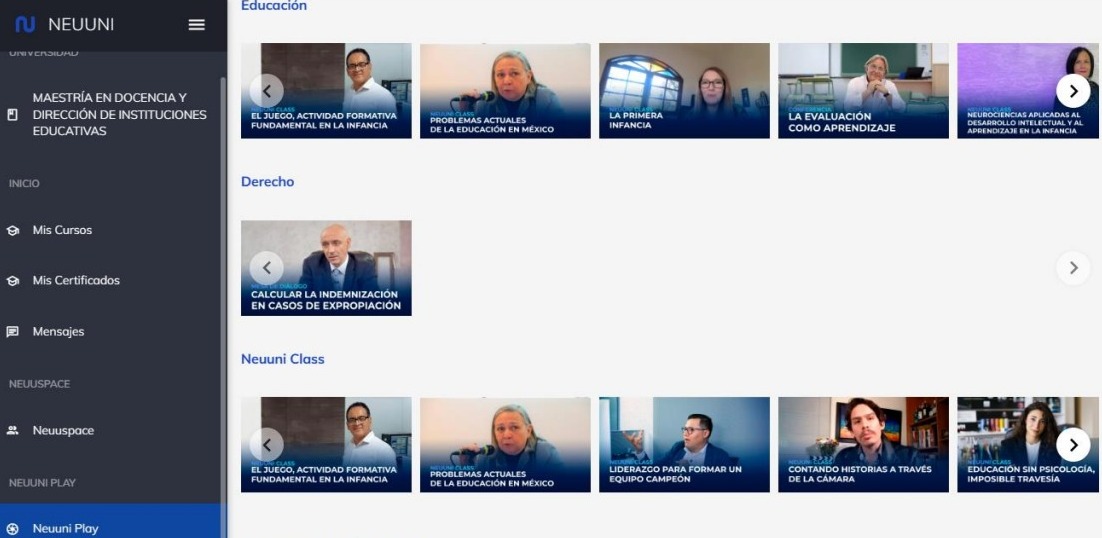 NEUUNI
UNIVERSIDAD
MAESTRÍA EN DOCENCIA Y
DIRECCIÓN DE INSTITUCIONES
EDUCATIVAS
INICIO
Mis Cursos
Mis Certificados
Mensajes
NEUUSPACE
Neuuspace
NEUUNI PLAY
Neuuni Play
Educación
NEUUNI CLASS
EL JUEGO, ACTIVIDAD FORMATIVA
FUNDAMENTAL EN LA INFANCIA
NEUUNI CLASS
PROBLEMAS ACTUALES
DE LA EDUCACIÓN EN MÉXICO
NEUUNI CLASS
LA PRIMERA
INFANCIA
CONFERENCIA
LA EVALUACIÓN
COMO APRENDIZAJE
NEUUNI CLASS
NEUROCIENCIAS APLICADAS AL
DESARROLLO INTELECTUAL Y AL
APRENDIZAJE EN LA INFANCIA
Derecho
MESA DE DIÁLOGO
CALCULAR LA INDEMNIZACIÓN
EN CASOS DE EXPROPIACIÓN
Neuuni Class
NEUUNI CLASS
EL JUEGO, ACTIVIDAD FORMATIVA
FUNDAMENTAL EN LA INFANCIA
NEUUNI CLASS
PROBLEMAS ACTUALES
DE LA EDUCACIÓN EN MÉXICO
NEUUNI CLASS
LIDERAZGO PARA FORMAR UN
EQUIPO CAMPEÓN
NEUUNI CLASS
CONTANDO HISTORIAS A TRAVÉS
DE LA CÁMARA
NEUUNI CLASS
EDUCACIÓN SIN PSICOLOGÍA,
IMPOSIBLE TRAVESÍA